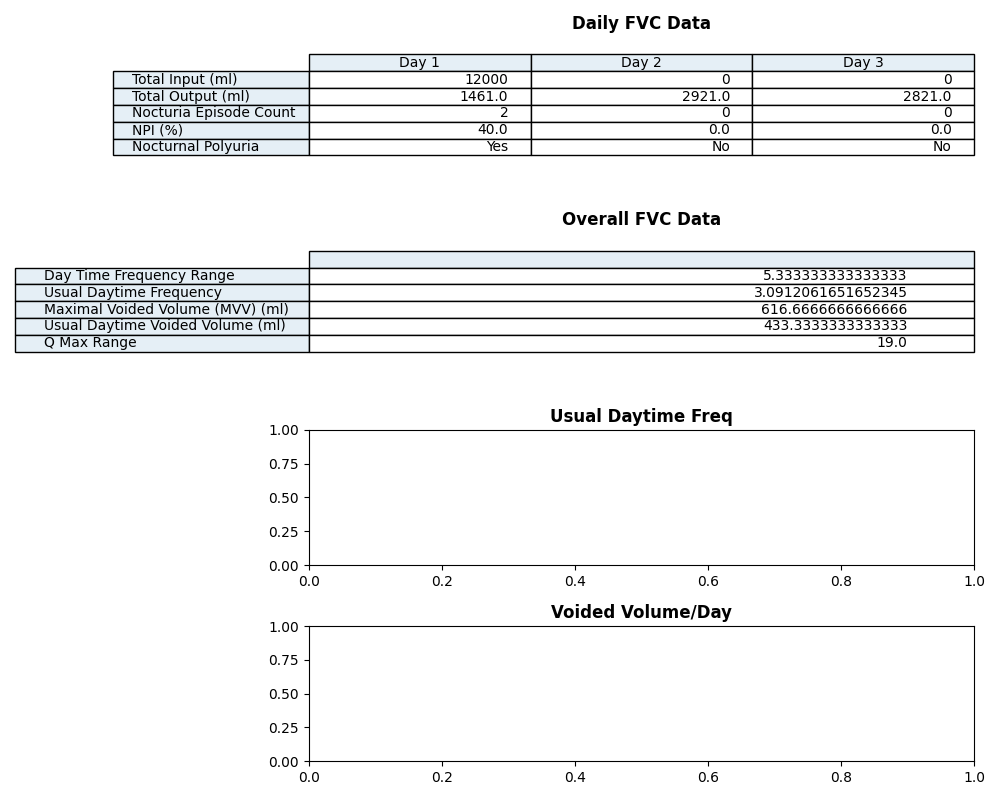 Daily FVC Data
Day 1 Day 2 Day 3
Total Input (ml) 12000 0 0
Total Output (ml) 1461.0 2921.0 2821.0
Nocturia Episode Count 2 0 0
NPI (%) 40.0 0.0 0.0
Nocturnal Polyuria Yes No No
Overall FVC Data
Day Time Frequency Range 5.333333333333333
Usual Daytime Frequency 3.0912061651652345
Maximal Voided Volume (MVV) (ml) 616.6666666666666
Usual Daytime Voided Volume (ml) 433.3333333333333
Q Max Range 19.0
Usual Daytime Freq
1.00
0.75
0.50
0.25
0.00
0.0 0.2 0.4 0.6 0.8 1.0
Voided Volume/Day
1.00
0.75
0.50
0.25
0.00
0.0 0.2 0.4 0.6 0.8 1.0